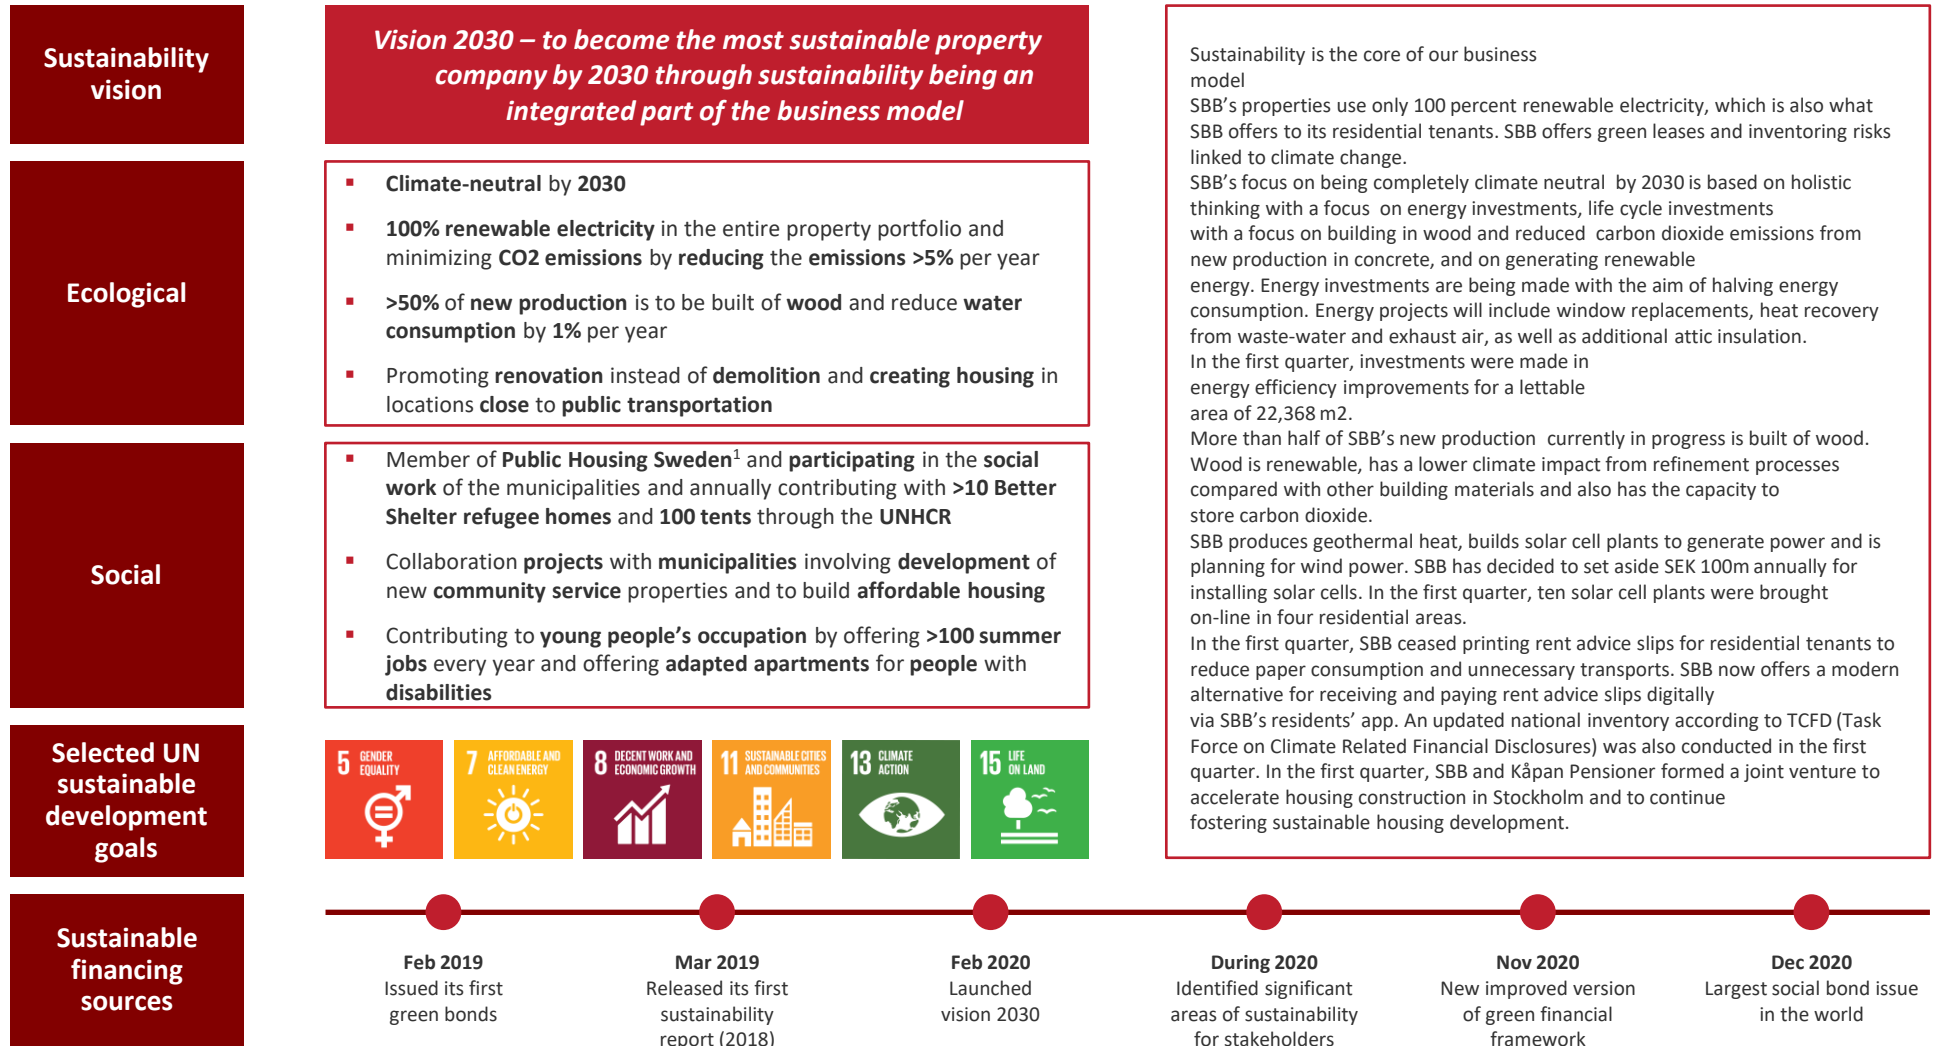 Sustainability
vision
Vision 2030 – to become the most sustainable property
company by 2030 through sustainability being an
integrated part of the business model
Ecological
▪ Climate-neutral by 2030
▪ 100% renewable electricity in the entire property portfolio and
minimizing CO2 emissions by reducing the emissions >5% per year
▪ >50% of new production is to be built of wood and reduce water
consumption by 1% per year
▪ Promoting renovation instead of demolition and creating housing in
locations close to public transportation
Social
▪ Member of Public Housing Sweden¹ and participating in the social
work of the municipalities and annually contributing with >10 Better
Shelter refugee homes and 100 tents through the UNHCR
▪ Collaboration projects with municipalities involving development of
new community service properties and to build affordable housing
▪ Contributing to young people’s occupation by offering >100 summer
jobs every year and offering adapted apartments for people with
disabilities
Selected UN
sustainable
development
goals
5 GENDER
EQUALITY
7 AFFORDABLE AND
CLEAN ENERGY
8 DECENT WORK AND
ECONOMIC GROWTH
11 SUSTAINABLE CITIES
AND COMMUNITIES
13 CLIMATE
ACTION
15 LIFE
ON LAND
Sustainability is the core of our business
model
SBB’s properties use only 100 percent renewable electricity, which is also what
SBB offers to its residential tenants. SBB offers green leases and inventoring risks
linked to climate change.
SBB’s focus on being completely climate neutral by 2030 is based on holistic
thinking with a focus on energy investments, life cycle investments
with a focus on building in wood and reduced carbon dioxide emissions from
new production in concrete, and on generating renewable
energy. Energy investments are being made with the aim of halving energy
consumption. Energy projects will include window replacements, heat recovery
from waste-water and exhaust air, as well as additional attic insulation.
In the first quarter, investments were made in
energy efficiency improvements for a lettable
area of 22,368 m2.
More than half of SBB’s new production currently in progress is built of wood.
Wood is renewable, has a lower climate impact from refinement processes
compared with other building materials and also has the capacity to
store carbon dioxide.
SBB produces geothermal heat, builds solar cell plants to generate power and is
planning for wind power. SBB has decided to set aside SEK 100m annually for
installing solar cells. In the first quarter, ten solar cell plants were brought
on-line in four residential areas.
In the first quarter, SBB ceased printing rent advice slips for residential tenants to
reduce paper consumption and unnecessary transports. SBB now offers a modern
alternative for receiving and paying rent advice slips digitally
via SBB’s residents’ app. An updated national inventory according to TCFD (Task
Force on Climate Related Financial Disclosures) was also conducted in the first
quarter. In the first quarter, SBB and Kåpan Pensioner formed a joint venture to
accelerate housing construction in Stockholm and to continue
fostering sustainable housing development.
Sustainable
financing
sources
Feb 2019
Issued its first
green bonds
Mar 2019
Released its first
sustainability
report (2018)
Feb 2020
Launched
vision 2030
During 2020
Identified significant
areas of sustainability
for stakeholders
Nov 2020
New improved version
of green financial
framework
Dec 2020
Largest social bond issue
in the world